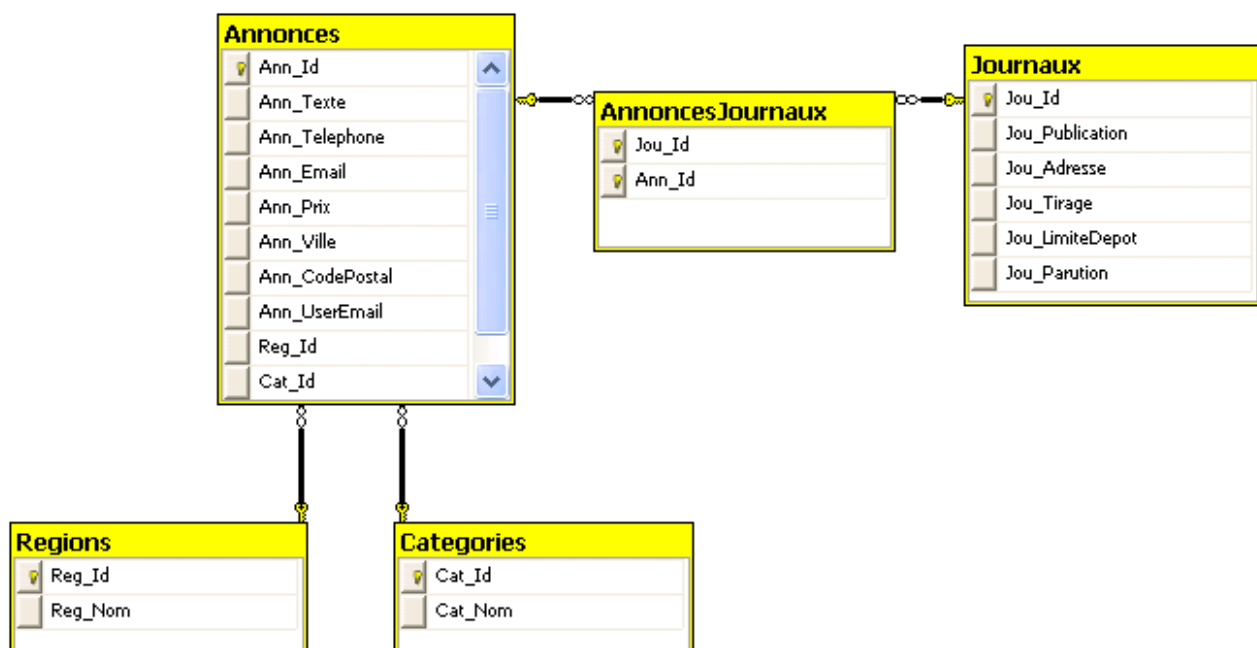 Annonces
Ann_Id
Ann_Texte
Ann_Telephone
Ann_Email
Ann_Prix
Ann_Ville
Ann_CodePostal
Ann_UserEmail
Reg_Id
Cat_Id
AnnoncesJournaux
Jou_Id
Ann_Id
Journaux
Jou_Id
Jou_Publication
Jou_Adresse
Jou_Tirage
Jou_LimiteDepot
Jou_Parution
Regions
Reg_Id
Reg_Nom
Categories
Cat_Id
Cat_Nom